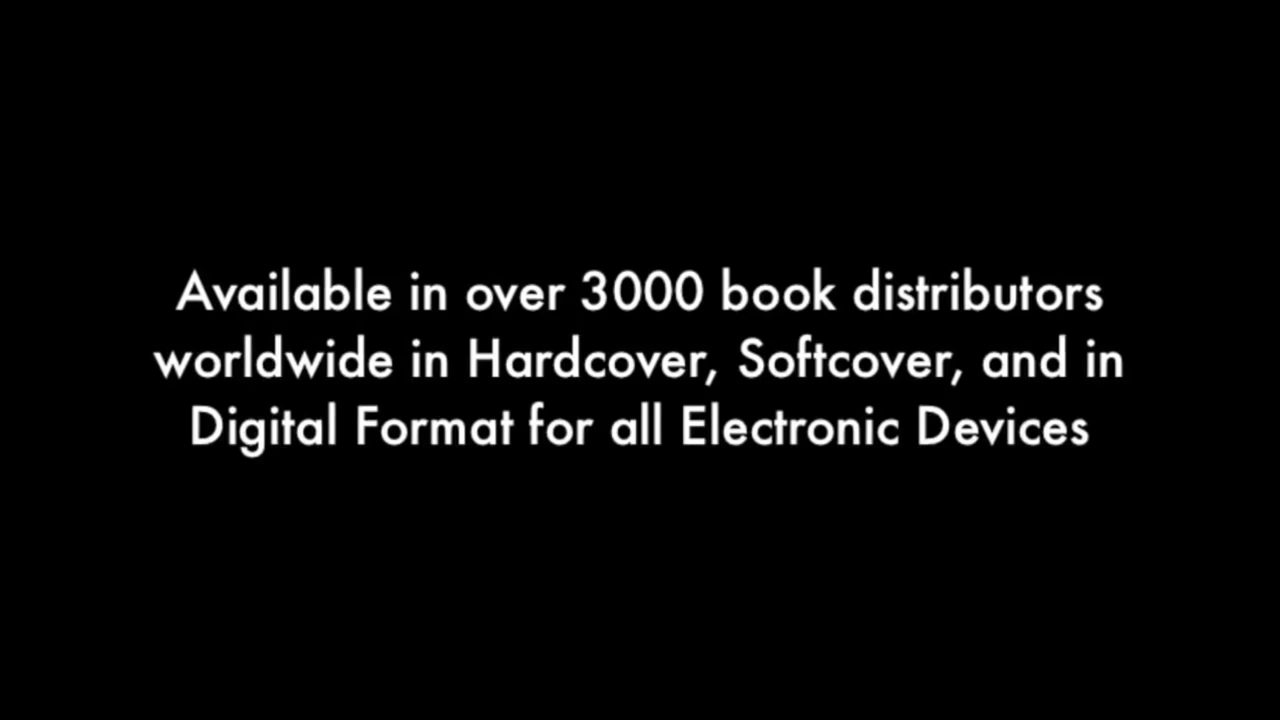 Available in over 3000 book distributors
worldwide in Hardcover, Softcover, and in
Digital Format for all Electronic Devices